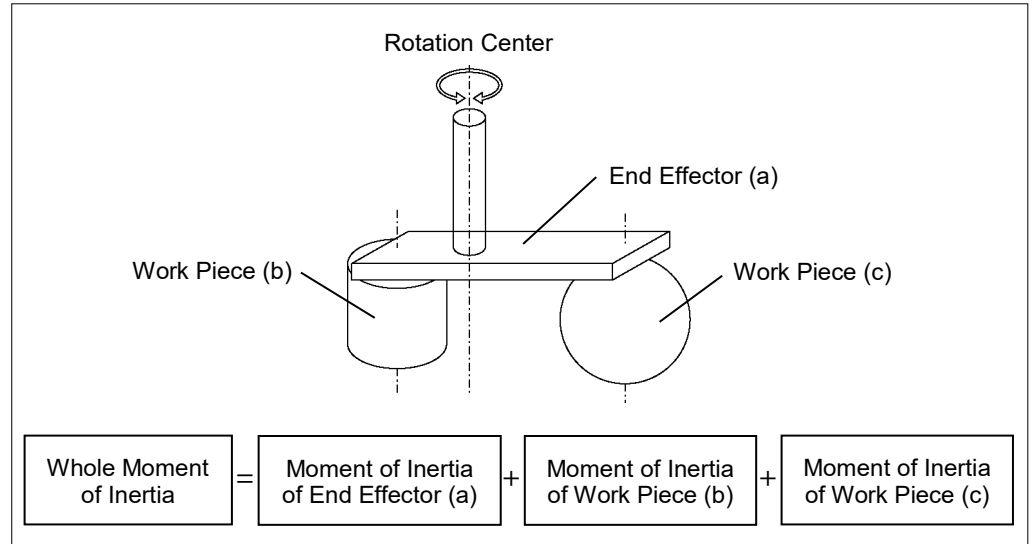 Rotation Center
End Effector (a)
Work Piece (b)
Work Piece (c)
Whole Moment
of Inertia
=
Moment of Inertia
of End Effector (a)
+
Moment of Inertia
of Work Piece (b)
+
Moment of Inertia
of Work Piece (c)